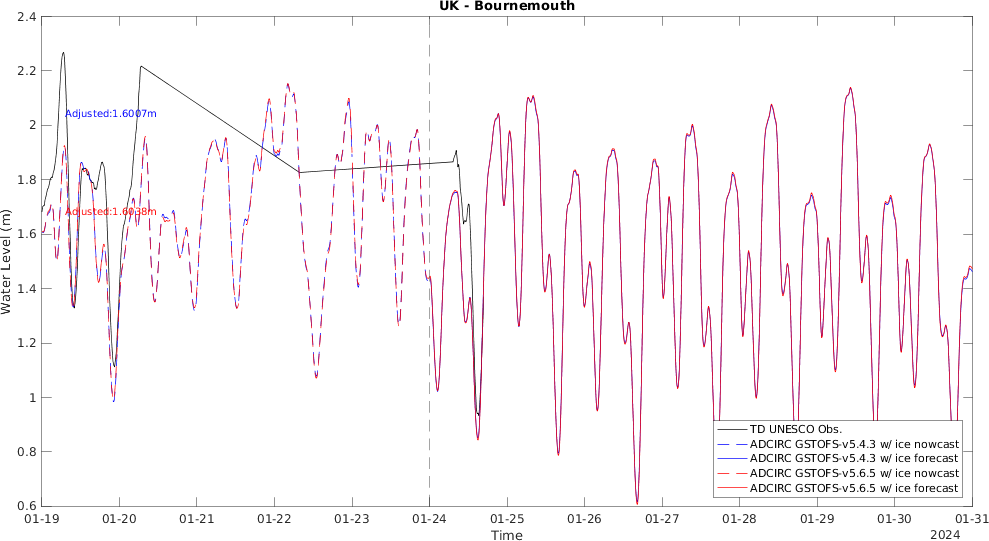 UK - Bournemouth
2.4
2.2
2
1.8
1.6
1.4
1.2
1
0.8
0.6
Water Level (m)
Adjusted:1.6007m
Adjusted:1.6038m
TD UNESCO Obs.
ADCIRC GSTOFS-v5.4.3 w/ ice nowcast
ADCIRC GSTOFS-v5.4.3 w/ ice forecast
ADCIRC GSTOFS-v5.6.5 w/ ice nowcast
ADCIRC GSTOFS-v5.6.5 w/ ice forecast
01-19 01-20 01-21 01-22 01-23 01-24 01-25 01-26 01-27 01-28 01-29 01-30 01-31
Time
2024